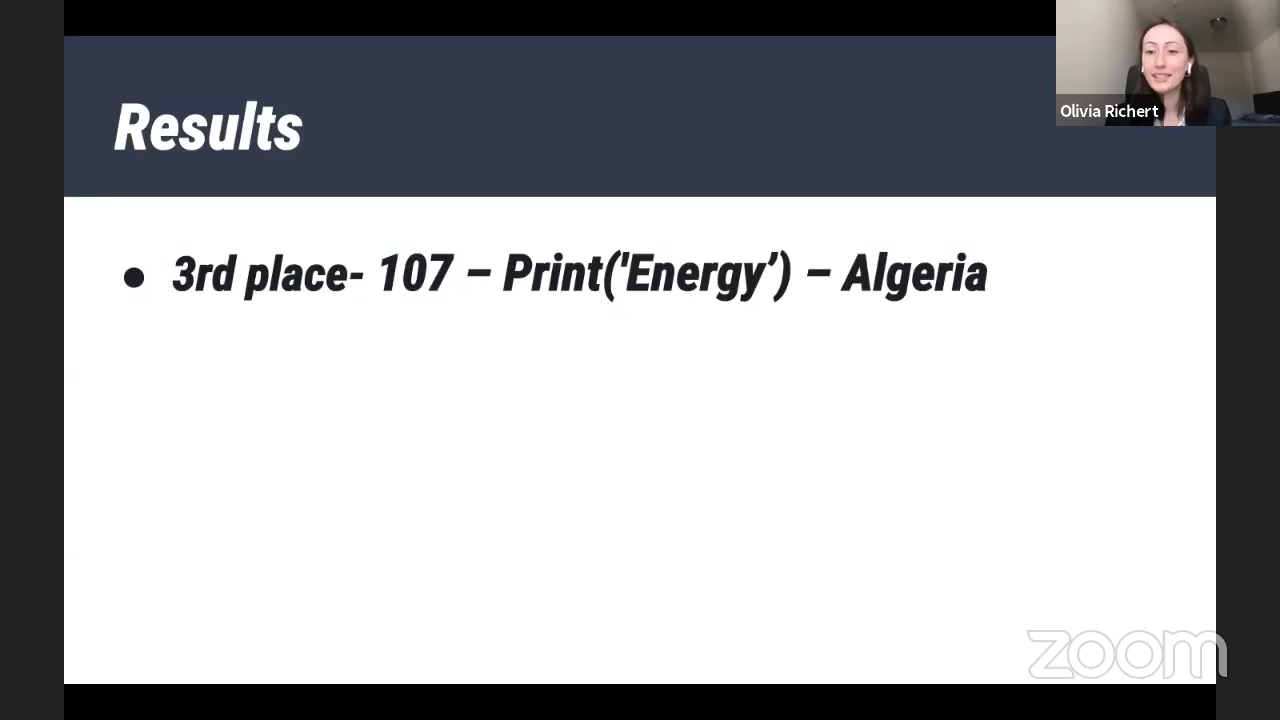 Olivia Richert
Results
● 3rd place- 107 – Print('Energy’) – Algeria
zoom